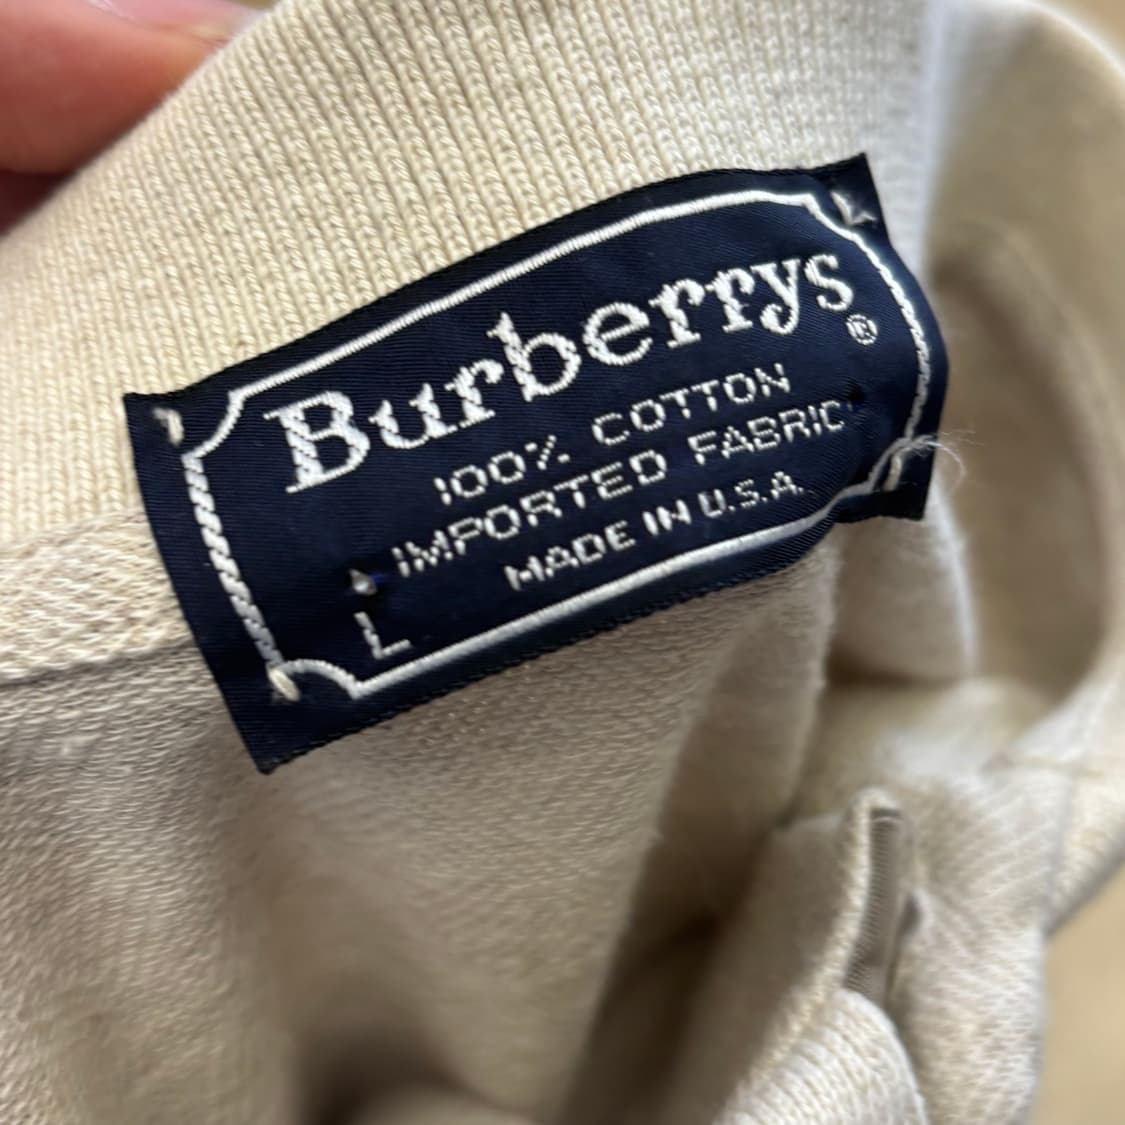 Burberrys®
100% COTTON
IMPORTED FABRIC
MADE IN U.S.A.
L